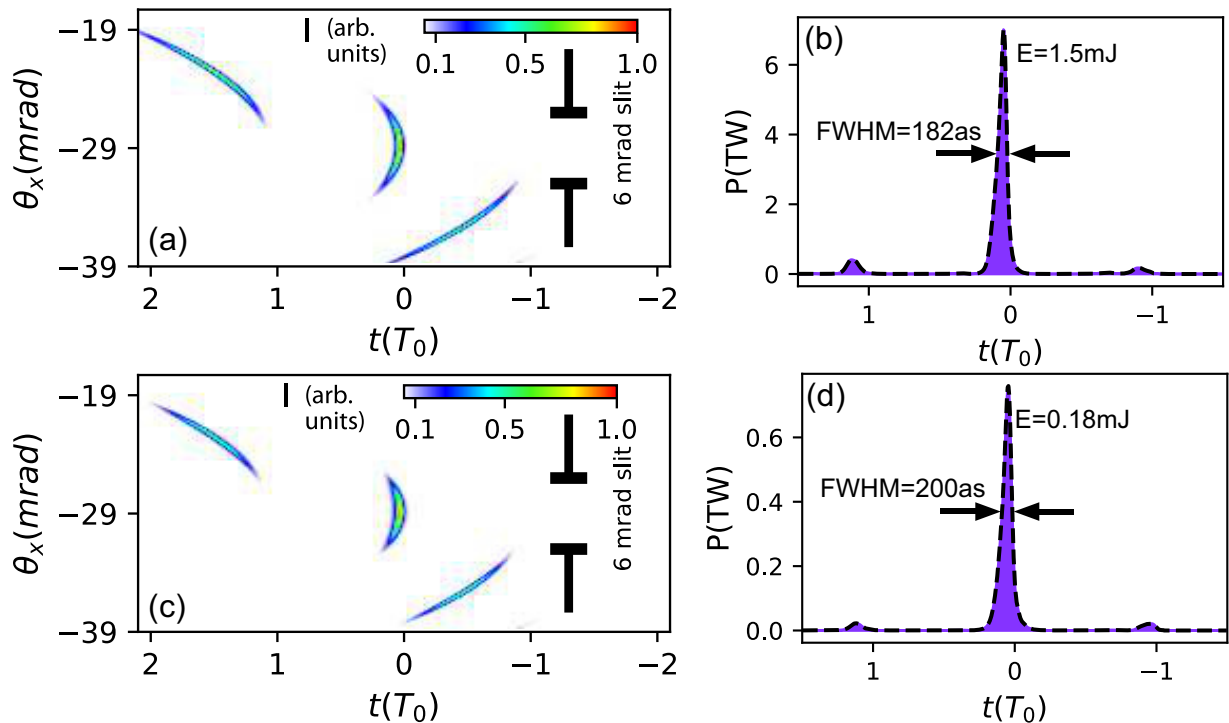 (arb.
units)
0.1 0.5 1.0
−19
−29
−39
θx(mrad)
6 mrad slit
(a)
2 1 0 −1 −2
t(T0)
(b)
E=1.5mJ
FWHM=182as
P(TW)
6
4
2
0
1 0 −1
t(T0)
I
(arb.
units)
0.1 0.5 1.0
−19
−29
−39
θx(mrad)
6 mrad slit
(c)
2 1 0 −1 −2
t(T0)
(d)
E=0.18mJ
FWHM=200as
P(TW)
0.6
0.4
0.2
0.0
1 0 −1
t(T0)